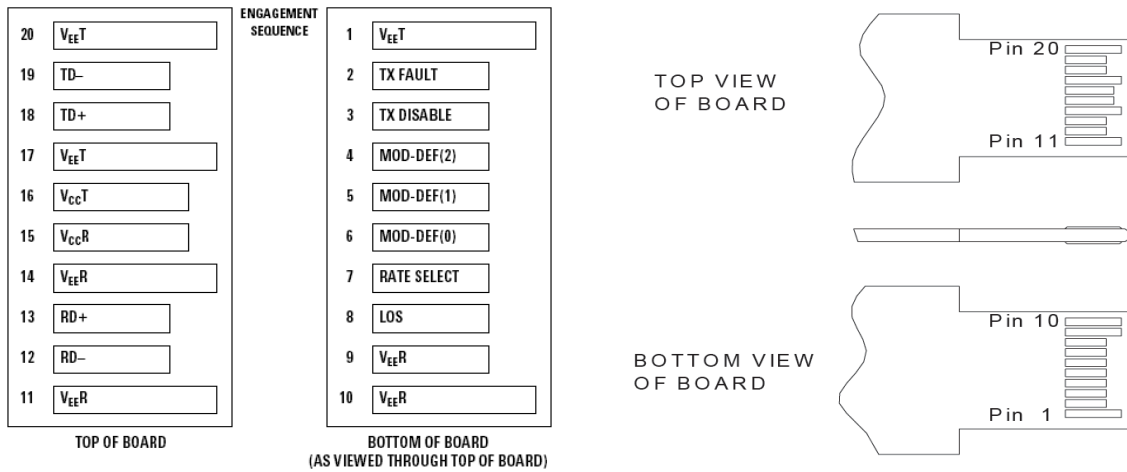 ENGAGEMENT
SEQUENCE
20 VEET
19 TD–
18 TD+
17 VEET
16 VCCT
15 VCCR
14 VEER
13 RD+
12 RD–
11 VEER
TOP OF BOARD
1 VEET
2 TX FAULT
3 TX DISABLE
4 MOD-DEF(2)
5 MOD-DEF(1)
6 MOD-DEF(0)
7 RATE SELECT
8 LOS
9 VEER
10 VEER
BOTTOM OF BOARD
(AS VIEWED THROUGH TOP OF BOARD)
TOP VIEW
OF BOARD
Pin 20
Pin 11
BOTTOM VIEW
OF BOARD
Pin 10
Pin 1